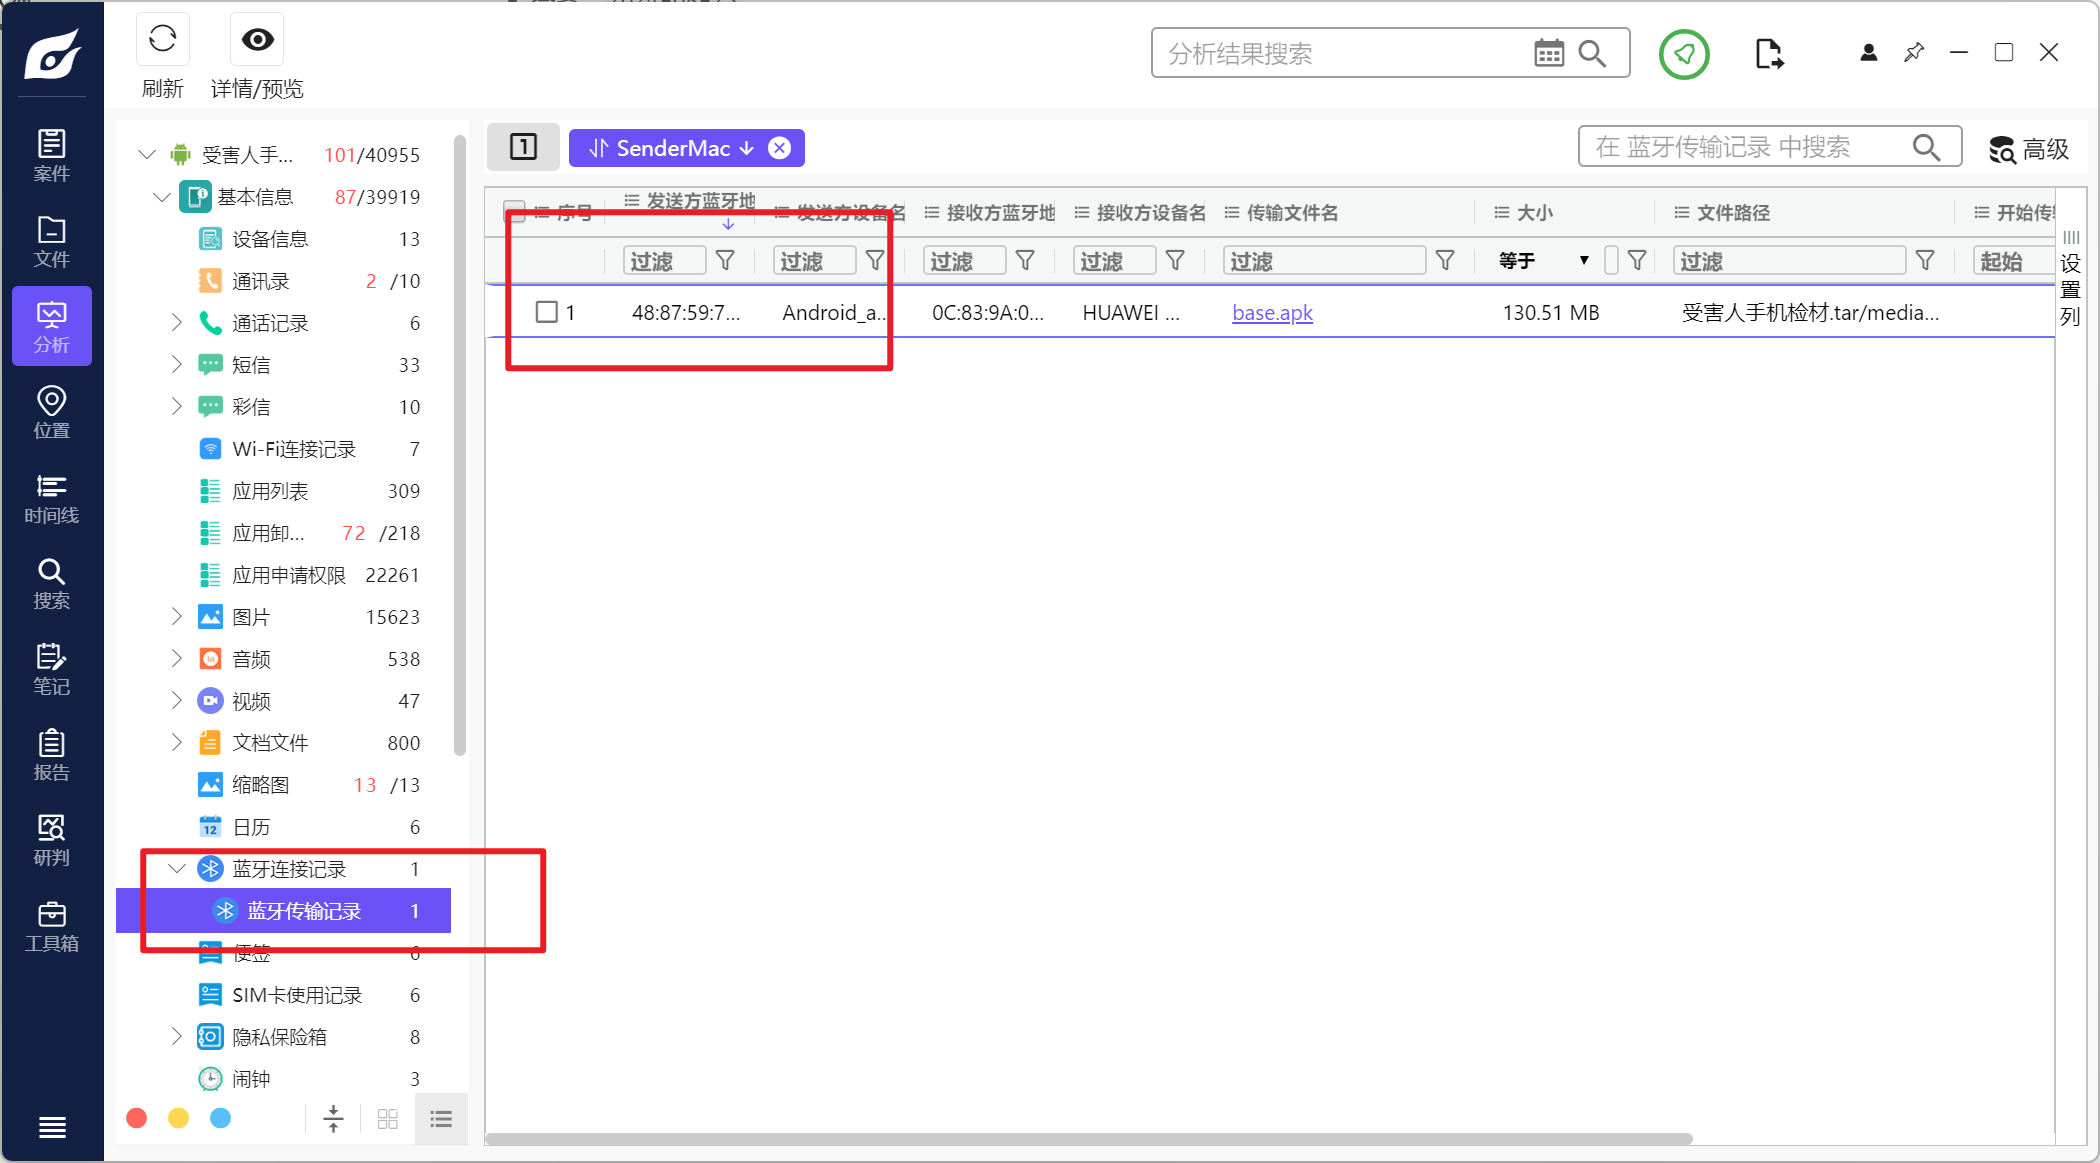 刷新
详情/预览
分析结果搜索
案件
文件
分析
位置
时间线
搜索
笔记
报告
研判
工具箱
受害人手... 101/40955
基本信息 87/39919
设备信息 13
通讯录 2 /10
通话记录 6
短信 33
彩信 10
Wi-Fi连接记录 7
应用列表 309
应用卸... 72 /218
应用申请权限 22261
图片 15623
音频 538
视频 47
文档文件 800
缩略图 13 /13
12 日历 6
蓝牙连接记录 1
蓝牙传输记录 1
便签 6
SIM卡使用记录 6
隐私保险箱 8
闹钟 3
1 SenderMac
在 蓝牙传输记录 中搜索
高级
序号 发送方蓝牙地 发送方设备名 接收方蓝牙地 接收方设备名 传输文件名 大小 文件路径 开始传
过滤 过滤 过滤 过滤 过滤 等于 过滤 起始
1 48:87:59:7... Android_a... 0C:83:9A:0... HUAWEI ... base.apk 130.51 MB 受害人手机检材.tar/media...
设置列